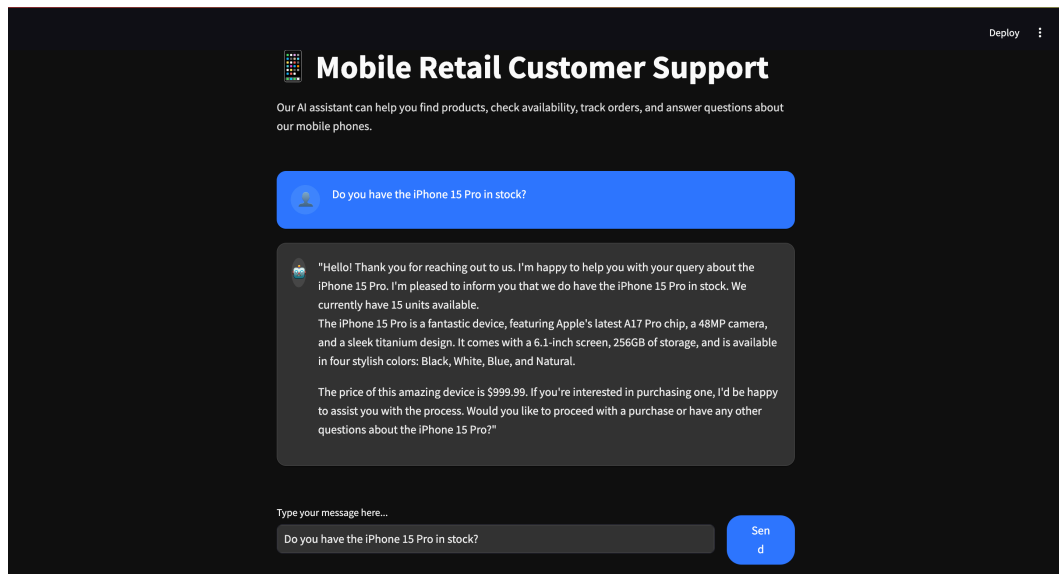 Deploy
Mobile Retail Customer Support
Our AI assistant can help you find products, check availability, track orders, and answer questions about
our mobile phones.
Do you have the iPhone 15 Pro in stock?
"Hello! Thank you for reaching out to us. I'm happy to help you with your query about the
iPhone 15 Pro. I'm pleased to inform you that we do have the iPhone 15 Pro in stock. We
currently have 15 units available.
The iPhone 15 Pro is a fantastic device, featuring Apple's latest A17 Pro chip, a 48MP camera,
and a sleek titanium design. It comes with a 6.1-inch screen, 256GB of storage, and is available
in four stylish colors: Black, White, Blue, and Natural.
The price of this amazing device is $999.99. If you're interested in purchasing one, I'd be happy
to assist you with the process. Would you like to proceed with a purchase or have any other
questions about the iPhone 15 Pro?"
Type your message here...
Do you have the iPhone 15 Pro in stock?
Sen
d